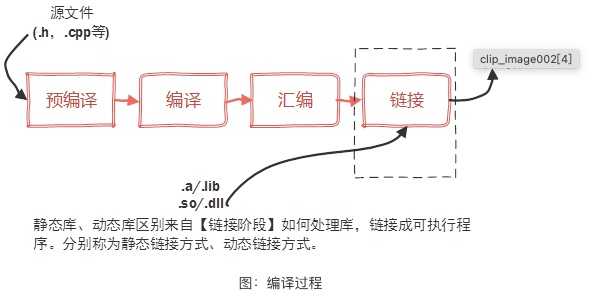 源文件
(.h，.cpp等)
clip_image002[4]
预编译
编译
汇编
链接
.a/.lib
.so/.dll
静态库、动态库区别来自【链接阶段】如何处理库，链接成可执行程
序。分别称为静态链接方式、动态链接方式。
图：编译过程